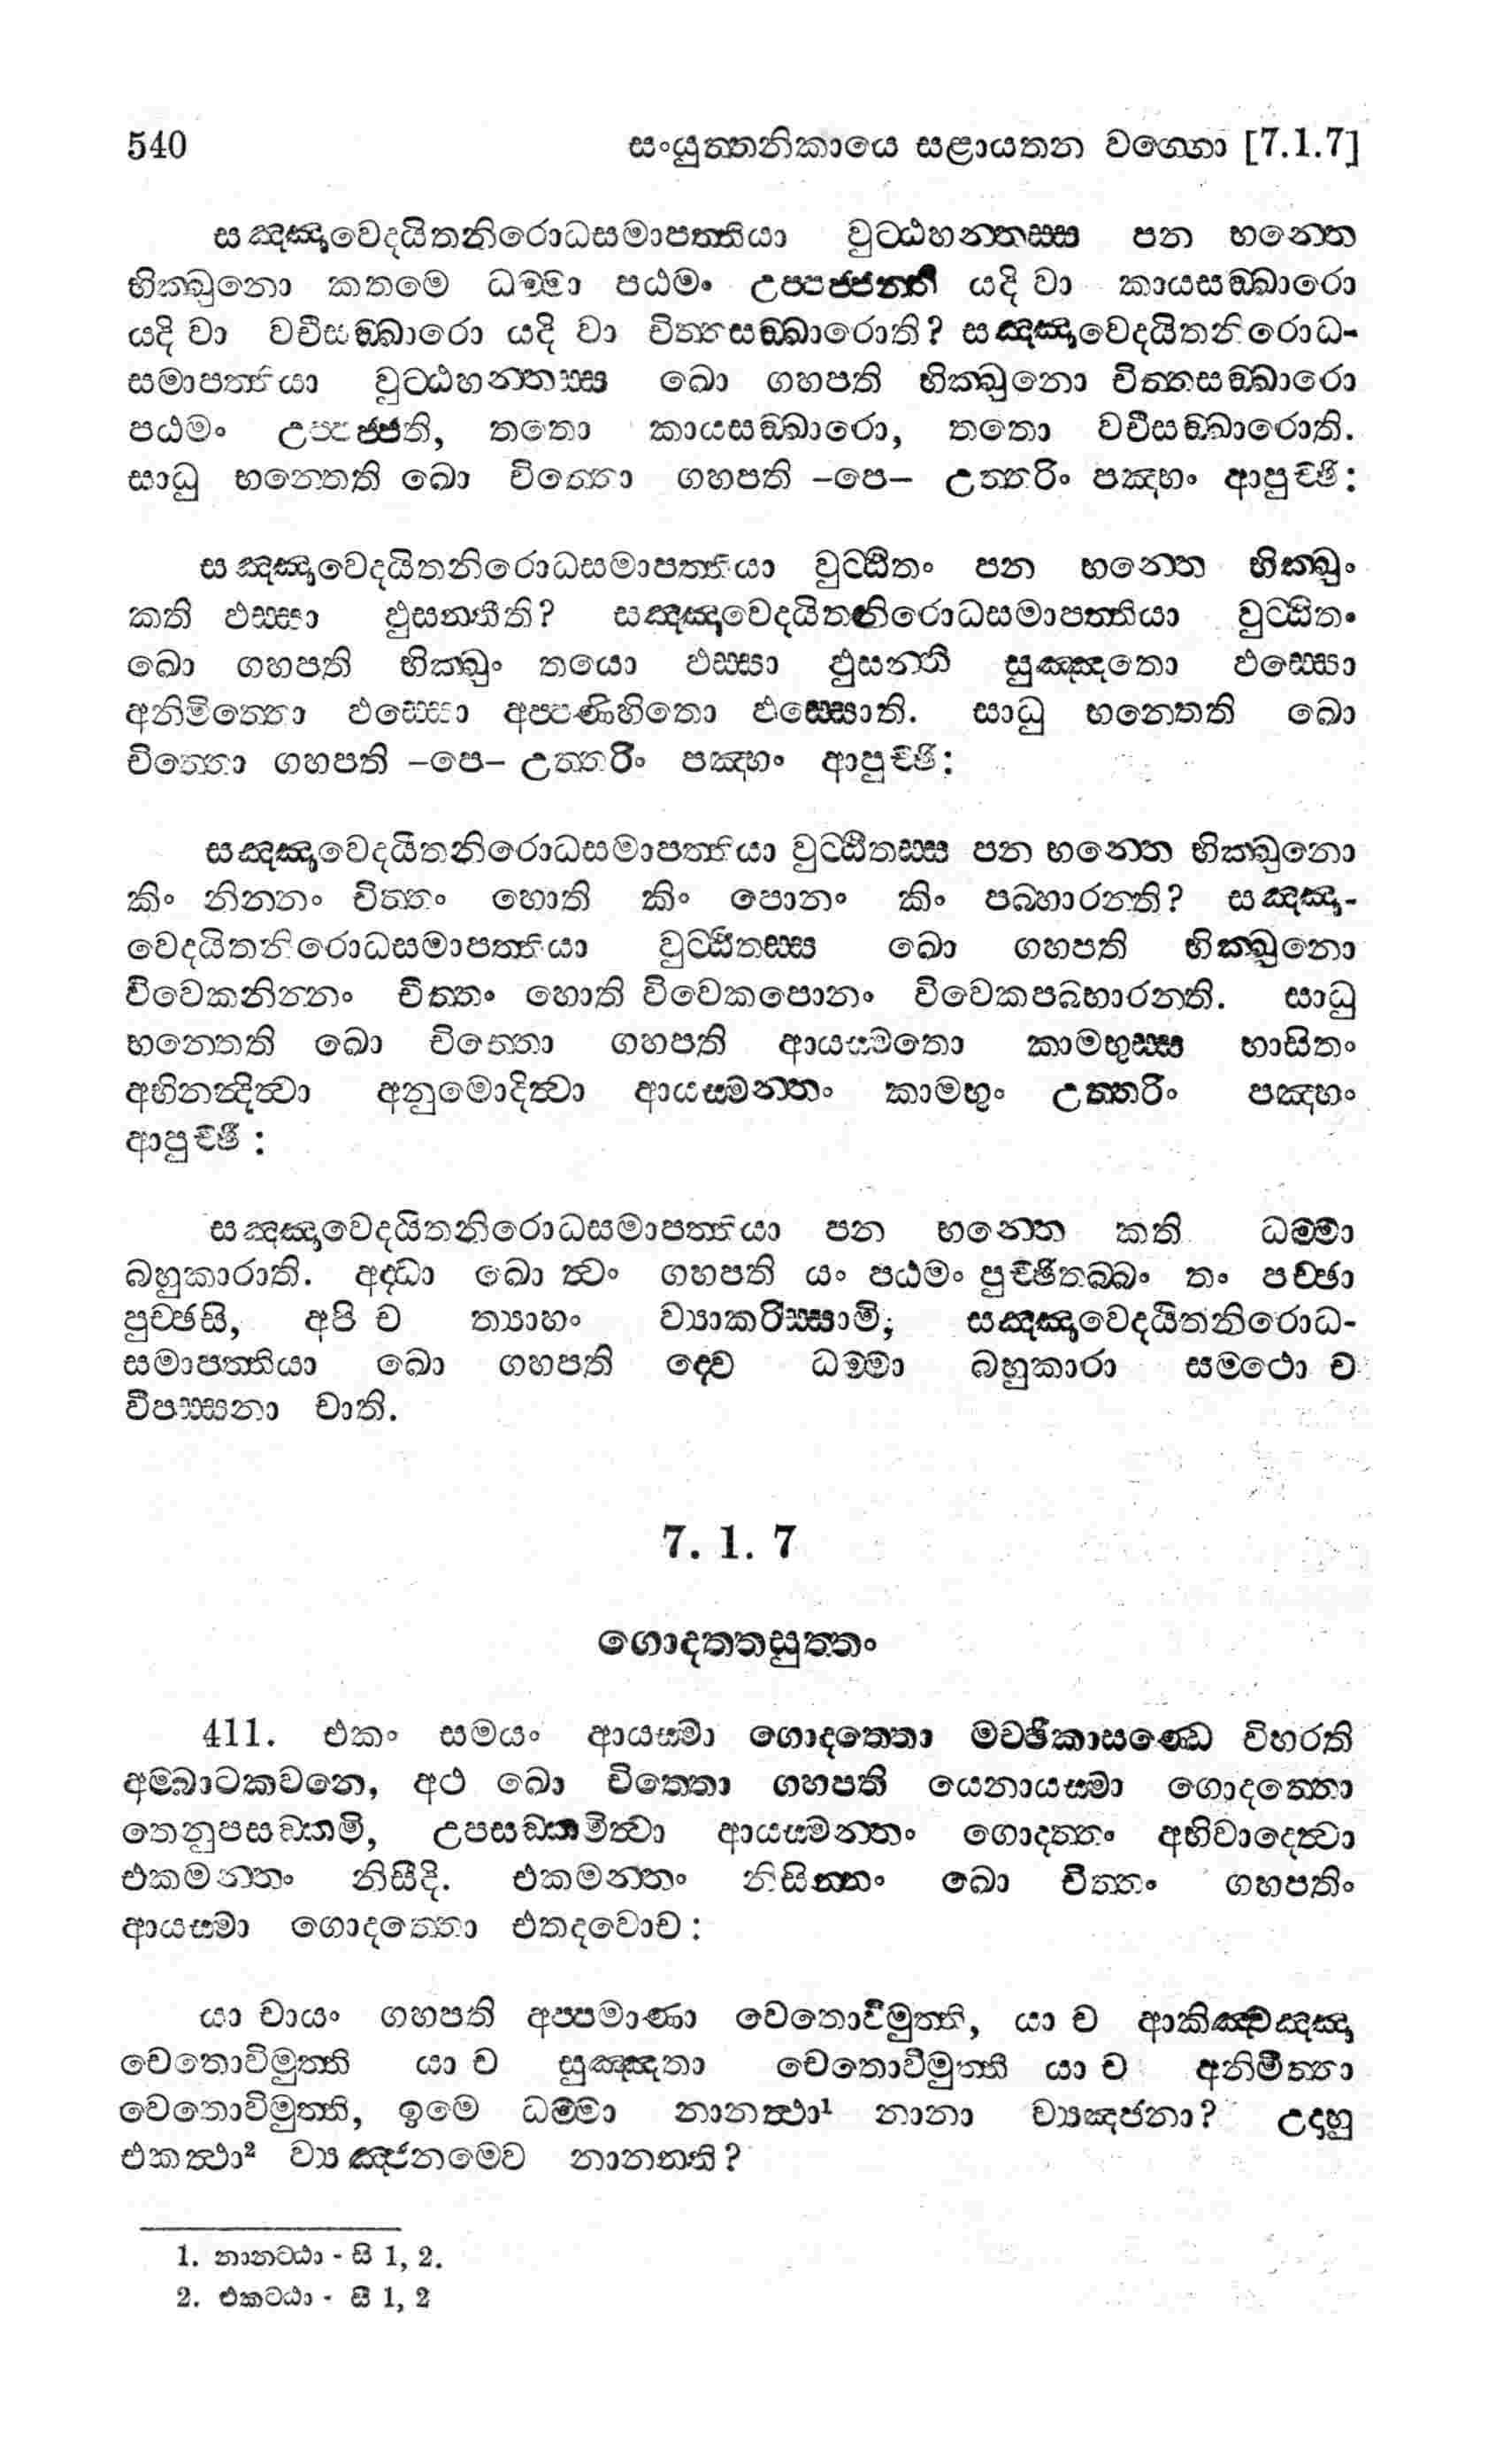 540 සංයුත්තනිකායෙ සළායතන වග්ගො [7.1.7]
සඤ්ඤාවෙදයිතනිරොධසමාපත්තියා වුට්ඨහන්තස්ස පන භන්තෙ
භික්ඛුනො කතමෙ ධම්මා පඨමං උප්පජ්ජන්ති යදි වා කායසඞ්ඛාරො
යදි වා වචීසඞ්ඛාරො යදි වා චිත්තසඞ්ඛාරොති? සඤ්ඤාවෙදයිතනිරොධ-
සමාපත්තියා වුට්ඨහන්තස්ස ඛො ගහපති භික්ඛුනො චිත්තසඞ්ඛාරො
පඨමං උප්පජ්ජති, තතො කායසඞ්ඛාරො, තතො වචීසඞ්ඛාරොති.
සාධු භන්තෙති ඛො චිත්තො ගහපති –පෙ– උත්තරිං පඤ්හං ආපුච්ඡි:
සඤ්ඤාවෙදයිතනිරොධසමාපත්තියා වුට්ඨිතං පන භන්තෙ භික්ඛුං
කති ඵස්සා ඵුසන්තීති? සඤ්ඤාවෙදයිතනිරොධසමාපත්තියා වුට්ඨිතං
ඛො ගහපති භික්ඛුං තයො ඵස්සා ඵුසන්ති සුඤ්ඤතො ඵස්සො
අනිමිත්තො ඵස්සො අප්පණිහිතො ඵස්සොති. සාධු භන්තෙති ඛො
චිත්තො ගහපති –පෙ– උත්තරිං පඤ්හං ආපුච්ඡි:
සඤ්ඤාවෙදයිතනිරොධසමාපත්තියා වුට්ඨිතස්ස පන භන්තෙ භික්ඛුනො
කිං නින්නං චිත්තං හොති කිං පොනං කිං පබ්භාරන්ති? සඤ්ඤා-
වෙදයිතනිරොධසමාපත්තියා වුට්ඨිතස්ස ඛො ගහපති භික්ඛුනො
විවෙකනින්නං චිත්තං හොති විවෙකපොනං විවෙකපබ්භාරන්ති. සාධු
භන්තෙති ඛො චිත්තො ගහපති ආයස්මතො කාමභුස්ස භාසිතං
අභිනන්දිත්වා අනුමොදිත්වා ආයස්මන්තං කාමභුං උත්තරිං පඤ්හං
ආපුච්ඡි :
සඤ්ඤාවෙදයිතනිරොධසමාපත්තියා පන භන්තෙ කති ධම්මා
බහුකාරාති. අද්ධා ඛො ත්වං ගහපති යං පඨමං පුච්ඡිතබ්බං තං පච්ඡා
පුච්ඡසි, අපි ච ත්‍යාහං ව්‍යාකරිස්සාමි; සඤ්ඤාවෙදයිතනිරොධ-
සමාපත්තියා ඛො ගහපති ද්වෙ ධම්මා බහුකාරා සමථො ච
විපස්සනා චාති.
7. 1. 7
ගොදත්තසුත්තං
411. එකං සමයං ආයස්මා ගොදත්තො මච්ඡිකාසණ්ඩෙ විහරති
අම්බාටකවනෙ, අථ ඛො චිත්තො ගහපති යෙනායස්මා ගොදත්තො
තෙනුපසඞ්කමි, උපසඞ්කමිත්වා ආයස්මන්තං ගොදත්තං අභිවාදෙත්වා
එකමන්තං නිසීදි. එකමන්තං නිසින්නං ඛො චිත්තං ගහපතිං
ආයස්මා ගොදත්තො එතදවොච :
යා චායං ගහපති අප්පමාණා චෙතොවිමුත්ති, යා ච ආකිඤ්චඤ්ඤා
චෙතොවිමුත්ති යා ච සුඤ්ඤතා චෙතොවිමුත්ති යා ච අනිමිත්තා
චෙතොවිමුත්ති, ඉමෙ ධම්මා නානත්ථා¹ නානා ව්‍යඤ්ජනා? උදාහු
එකත්ථා² ව්‍යඤ්ජනමෙව නානන්ති?
1. නානට්ඨා - සි 1, 2.
2. එකට්ඨා - සී 1, 2